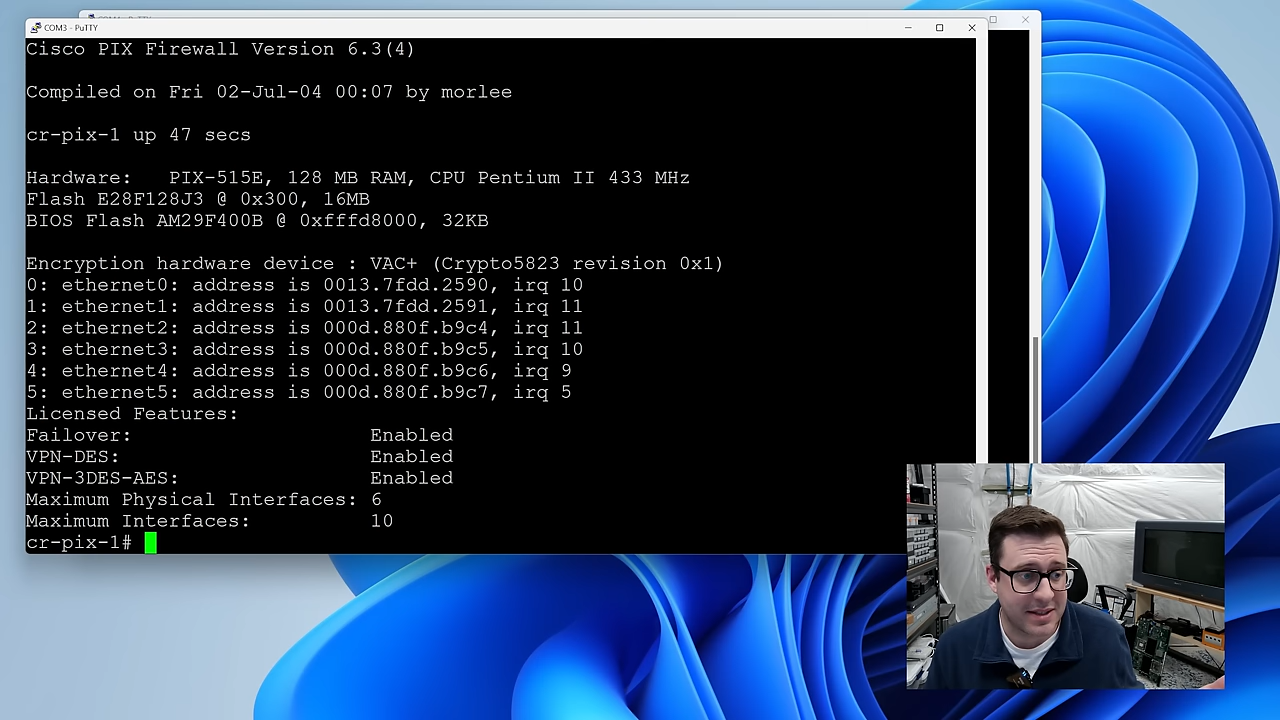 COM3 - PuTTY
Cisco PIX Firewall Version 6.3(4)
Compiled on Fri 02-Jul-04 00:07 by morlee
cr-pix-1 up 47 secs
Hardware:   PIX-515E, 128 MB RAM, CPU Pentium II 433 MHz
Flash E28F128J3 @ 0x300, 16MB
BIOS Flash AM29F400B @ 0xfffd8000, 32KB
Encryption hardware device : VAC+ (Crypto5823 revision 0x1)
0: ethernet0: address is 0013.7fdd.2590, irq 10
1: ethernet1: address is 0013.7fdd.2591, irq 11
2: ethernet2: address is 000d.880f.b9c4, irq 11
3: ethernet3: address is 000d.880f.b9c5, irq 10
4: ethernet4: address is 000d.880f.b9c6, irq 9
5: ethernet5: address is 000d.880f.b9c7, irq 5
Licensed Features:
Failover:                    Enabled
VPN-DES:                     Enabled
VPN-3DES-AES:                Enabled
Maximum Physical Interfaces: 6
Maximum Interfaces:          10
cr-pix-1#